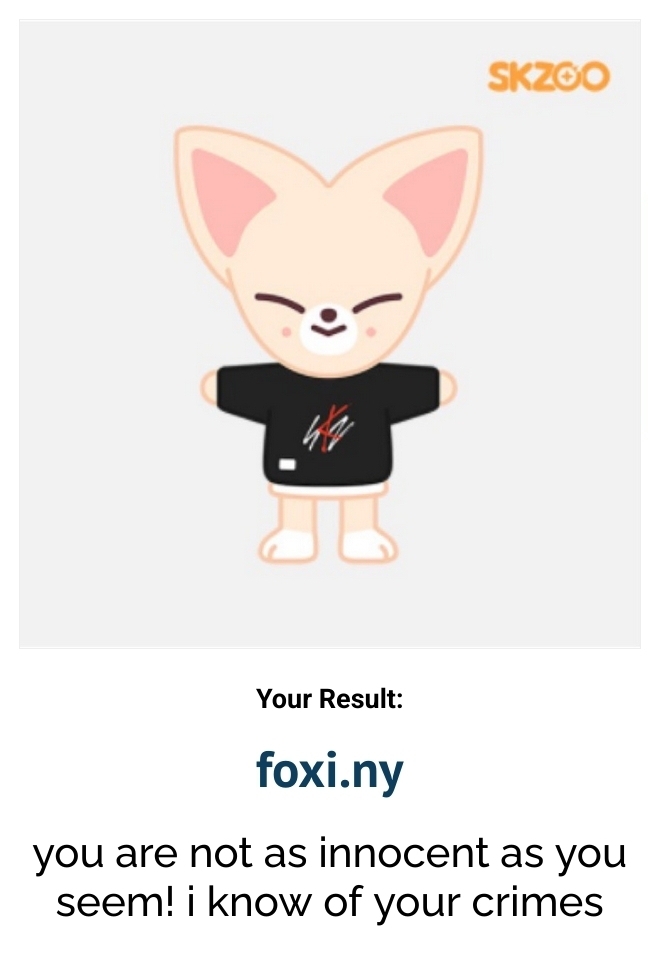 SKZOO
SKZ
Your Result:
foxi.ny
you are not as innocent as you
seem! i know of your crimes